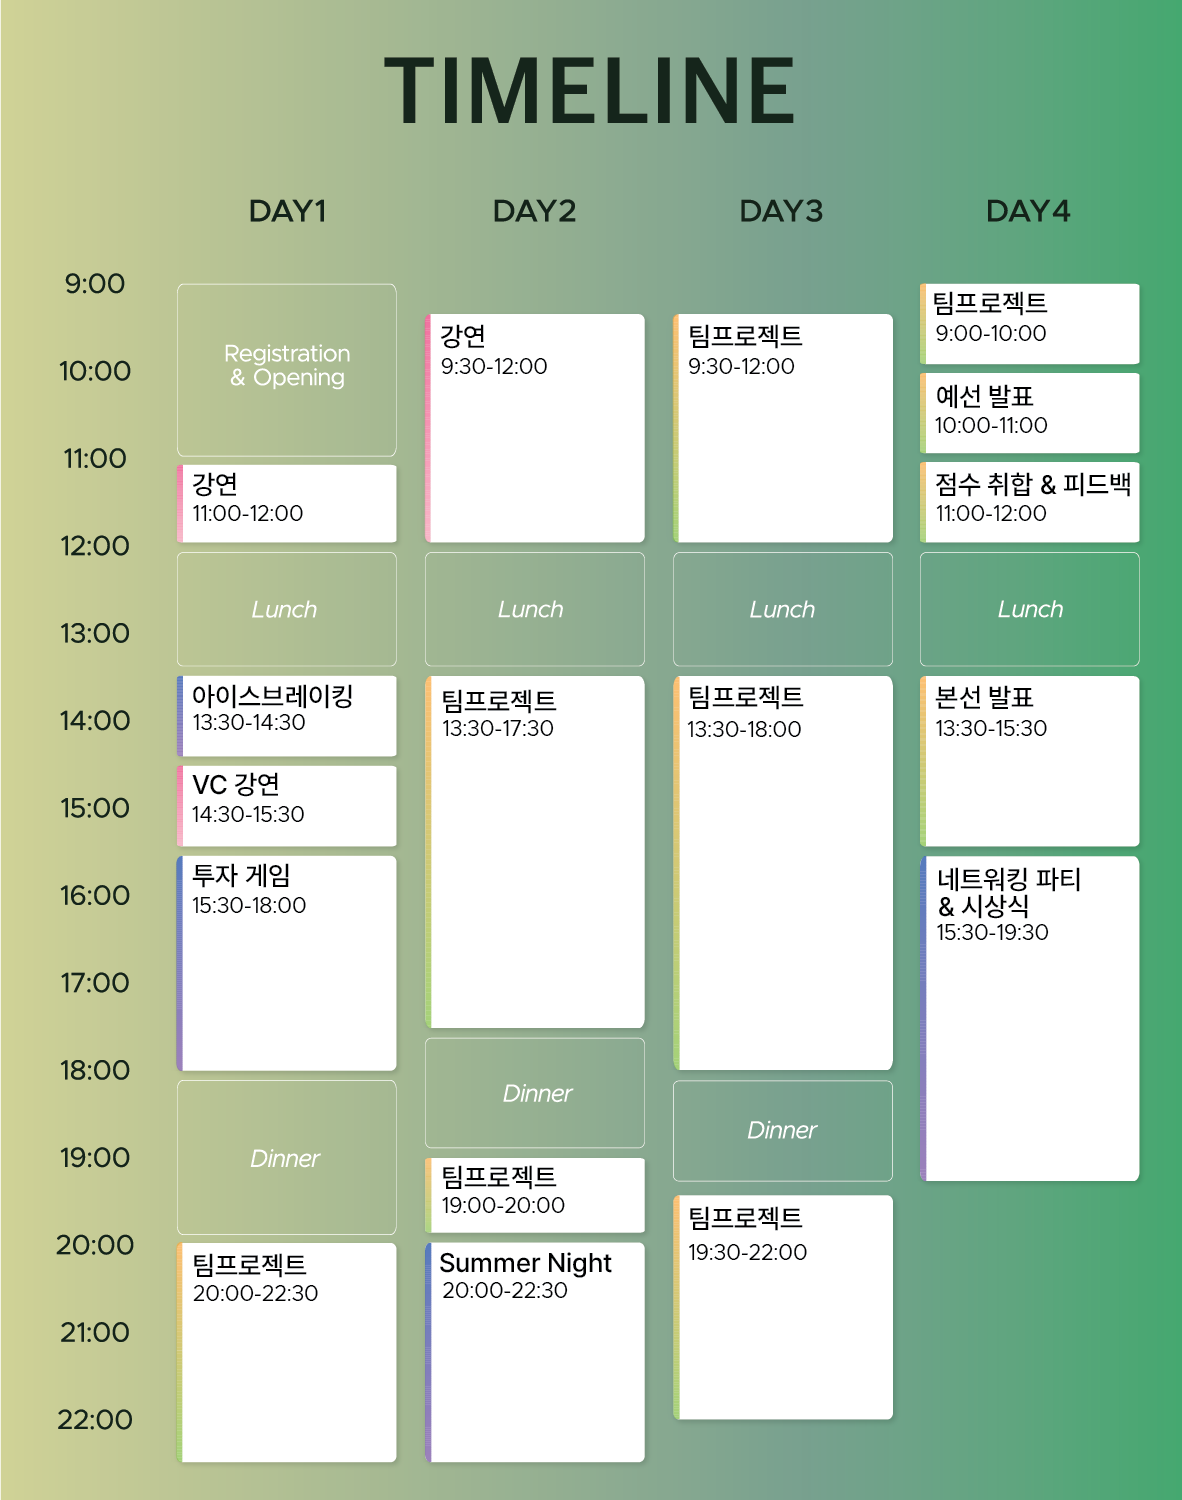 TIMELINE
DAY1
DAY2
DAY3
DAY4
9:00
10:00
11:00
12:00
13:00
14:00
15:00
16:00
17:00
18:00
19:00
20:00
21:00
22:00
Registration
& Opening
강연
11:00-12:00
Lunch
아이스브레이킹
13:30-14:30
VC 강연
14:30-15:30
투자 게임
15:30-18:00
Dinner
팀프로젝트
20:00-22:30
강연
9:30-12:00
Lunch
팀프로젝트
13:30-17:30
Dinner
팀프로젝트
19:00-20:00
Summer Night
20:00-22:30
팀프로젝트
9:30-12:00
Lunch
팀프로젝트
13:30-18:00
Dinner
팀프로젝트
19:30-22:00
팀프로젝트
9:00-10:00
예선 발표
10:00-11:00
점수 취합 & 피드백
11:00-12:00
Lunch
본선 발표
13:30-15:30
네트워킹 파티
& 시상식
15:30-19:30